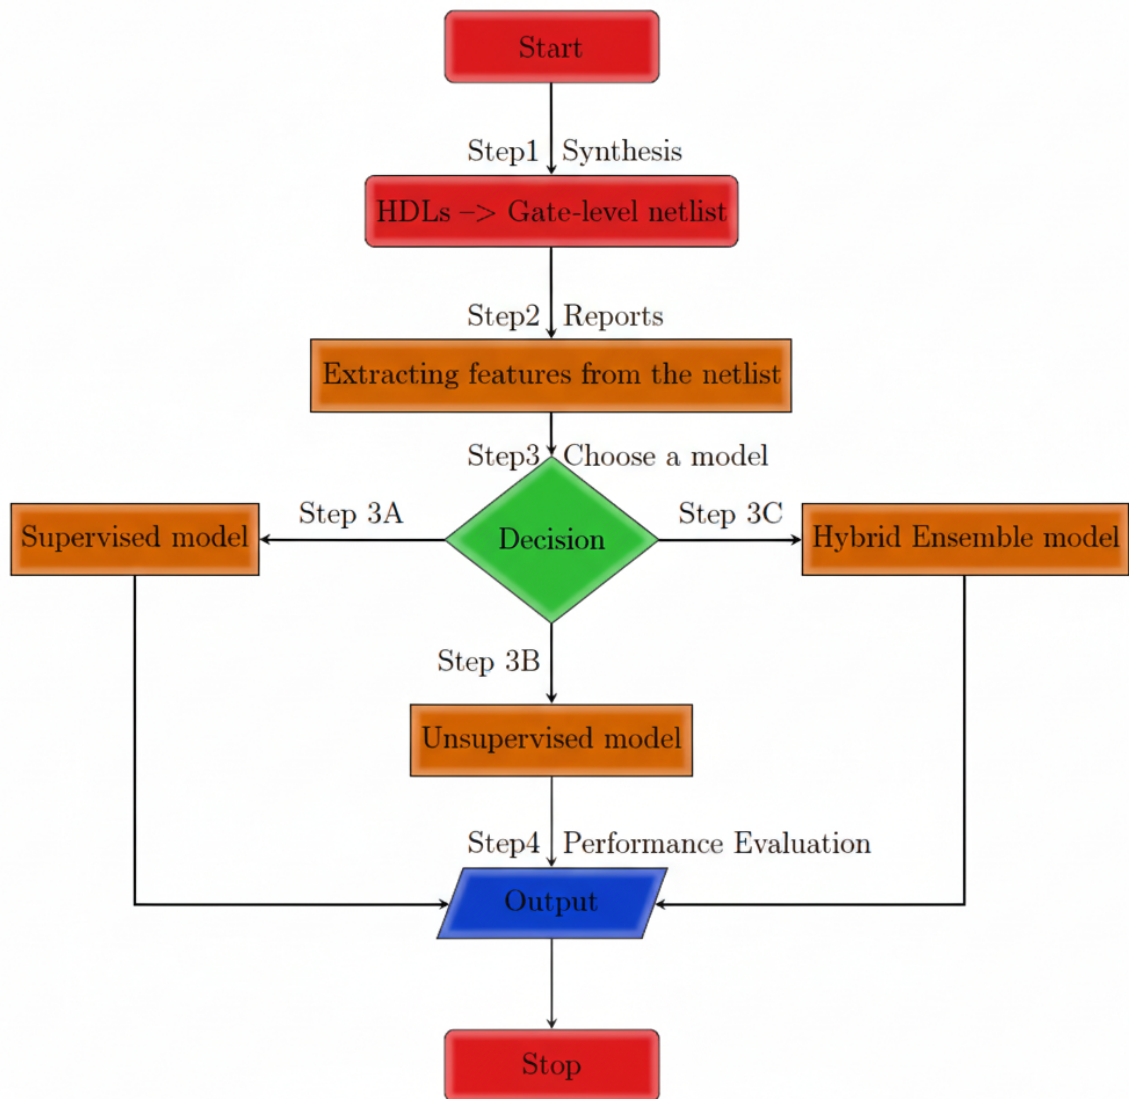 Start
Step1 Synthesis
HDLs –> Gate-level netlist
Step2 Reports
Extracting features from the netlist
Step3 Choose a model
Step 3A
Step 3C
Supervised model
Decision
Hybrid Ensemble model
Step 3B
Unsupervised model
Step4 Performance Evaluation
Output
Stop